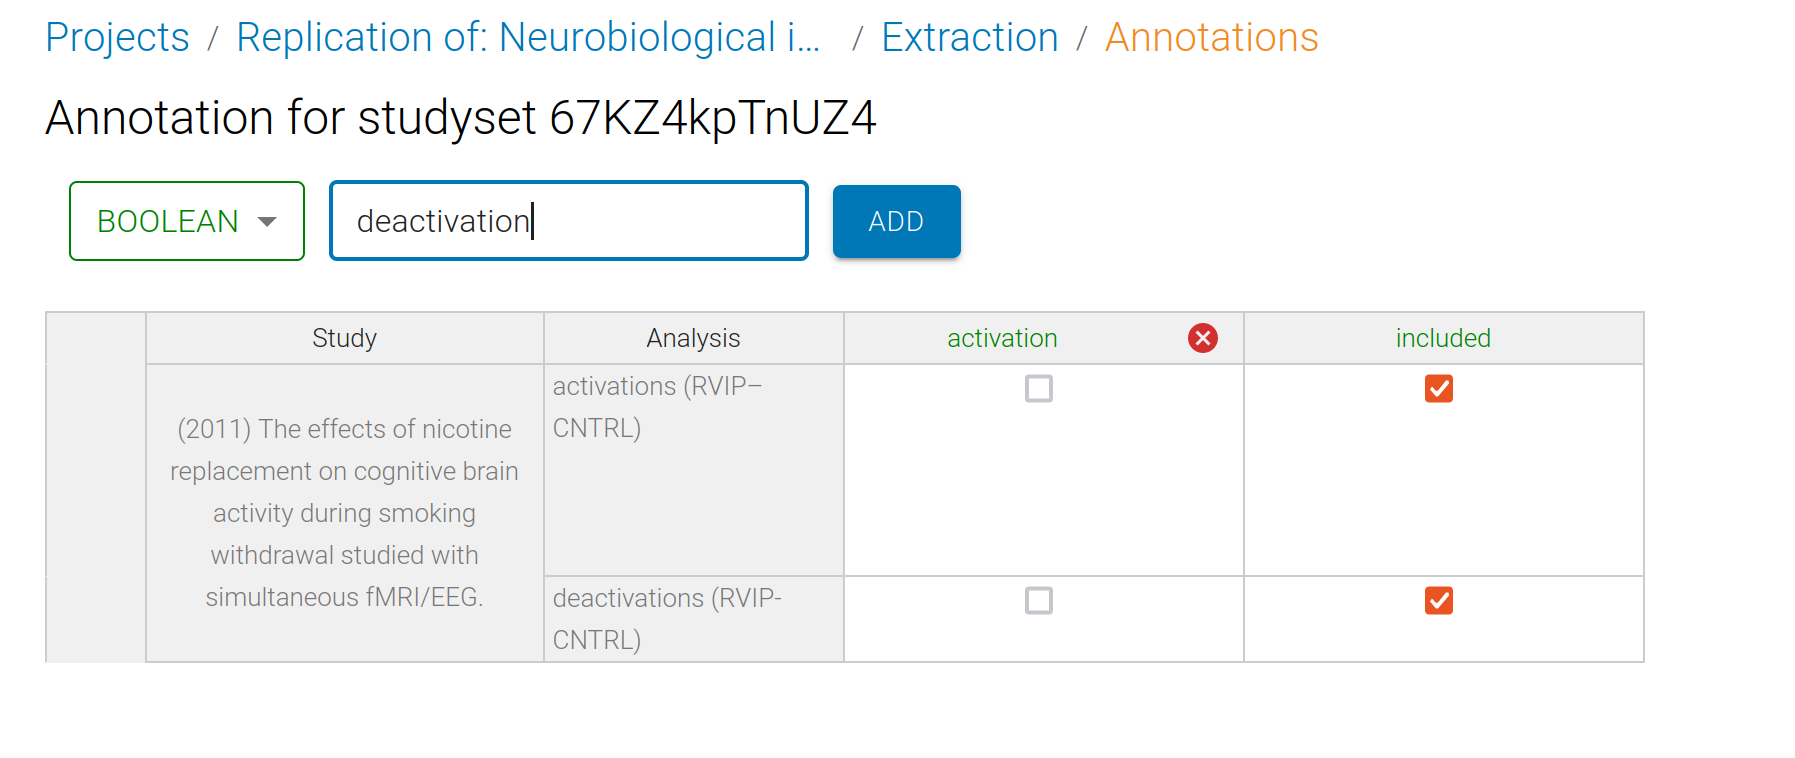 Projects / Replication of: Neurobiological i... / Extraction / Annotations
Annotation for studyset 67KZ4kpTnUZ4
BOOLEAN deactivation ADD
Study Analysis activation included
(2011) The effects of nicotine
replacement on cognitive brain
activity during smoking
withdrawal studied with
simultaneous fMRI/EEG.
activations (RVIP–
CNTRL)
deactivations (RVIP-
CNTRL)